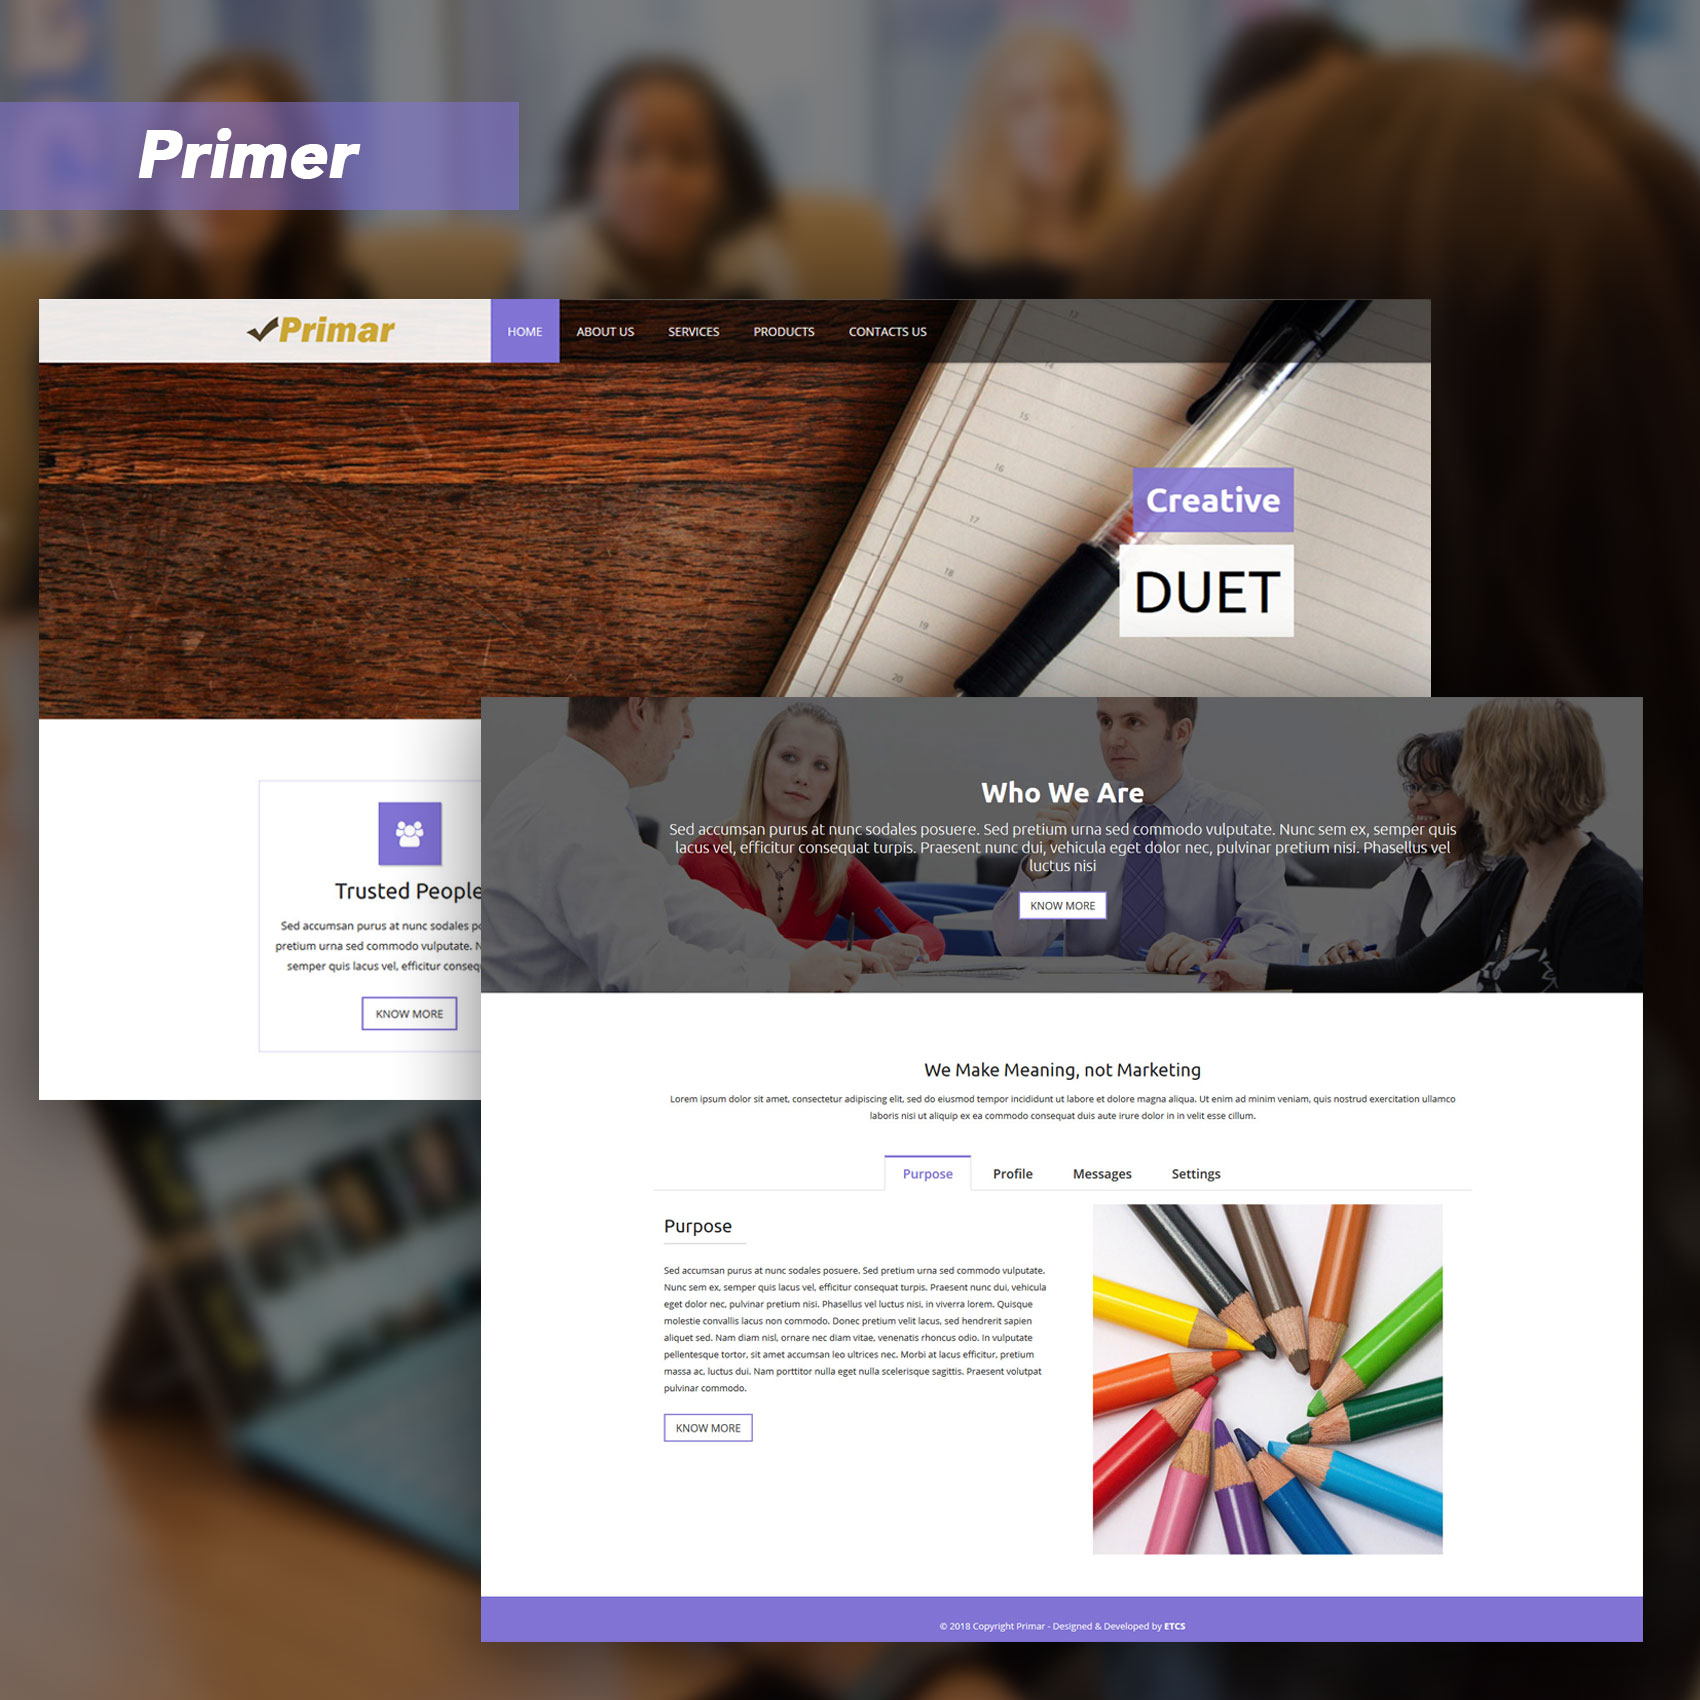 Primer
Primar
HOME ABOUT US SERVICES PRODUCTS CONTACTS US
13
14
15
16
17
18
19
20
Creative
DUET
Trusted People
Sed accumsan purus at nunc sodales
pretium urna sed commodo vulputate.
semper quis lacus vel, efficitur
KNOW MORE
Who We Are
Sed accumsan purus at nunc sodales posuere. Sed pretium urna sed commodo vulputate. Nunc sem ex, semper quis
lacus vel, efficitur consequat turpis. Praesent nunc dui, vehicula eget dolor nec, pulvinar pretium nisi. Phasellus vel
luctus nisi
KNOW MORE
We Make Meaning, not Marketing
Lorem ipsum dolor sit amet, consectetur adipiscing elit, sed do eiusmod tempor incididunt ut labore et dolore magna aliqua. Ut enim ad minim veniam, quis nostrud exercitation ullamco
laboris nisi ut aliquip ex ea commodo consequat duis aute irure dolor in in velit esse cillum.
Purpose Profile Messages Settings
Purpose
Sed accumsan purus at nunc sodales posuere. Sed pretium urna sed commodo vulputate.
Nunc sem ex, semper quis lacus vel, efficitur consequat turpis. Praesent nunc dui, vehicula
eget dolor nec, pulvinar pretium nisi. Phasellus vel luctus nisi, in viverra lorem. Quisque
molestie convallis lacus non commodo. Donec pretium velit lacus, sed hendrerit sapien
aliquet sed. Nam diam nisl, ornare nec diam vitae, venenatis rhoncus odio. In vulputate
pellentesque tortor, sit amet accumsan leo ultrices nec. Morbi at lacus efficitur, pretium
massa ac, luctus dui. Nam porttitor nulla eget nulla scelerisque sagittis. Praesent volutpat
pulvinar commodo.
KNOW MORE
© 2018 Copyright Primar - Designed & Developed by ETCS